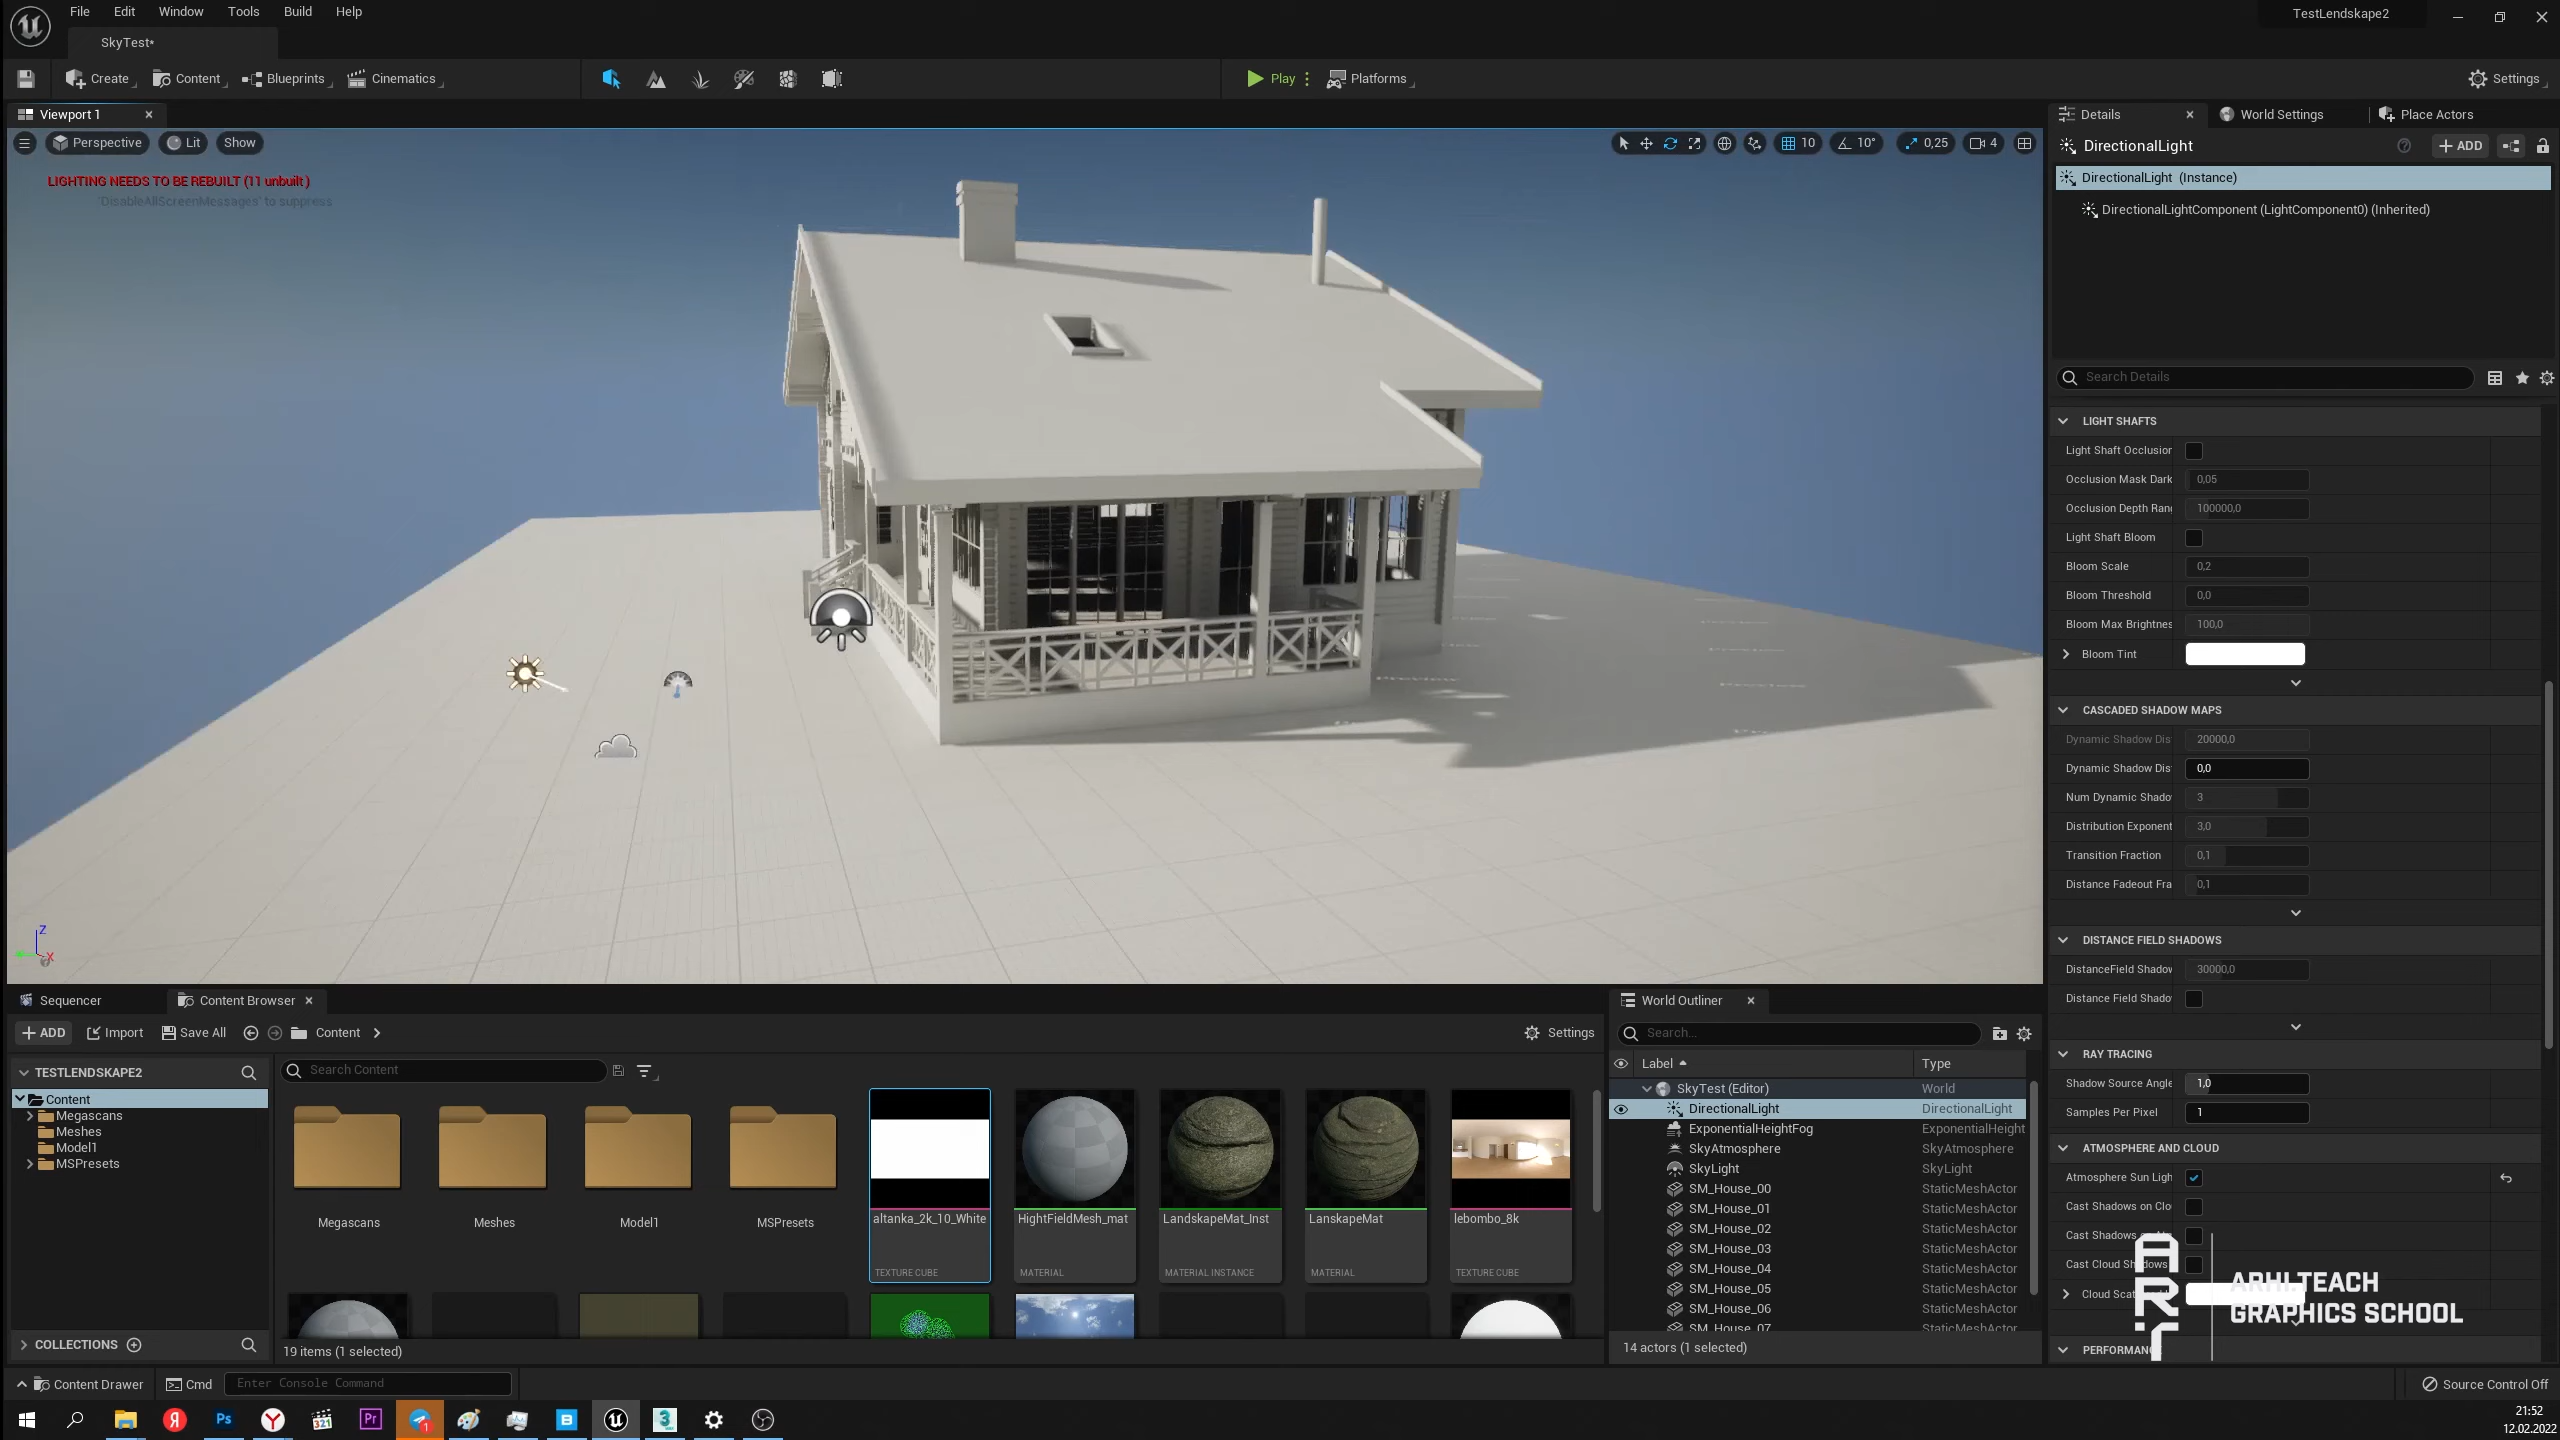 File Edit Window Tools Build Help
TestLendskape2
SkyTest*
Create Content Blueprints Cinematics Play Platforms Settings
Viewport 1
Perspective Lit Show
10 10° 0,25 4
LIGHTING NEEDS TO BE REBUILT (11 unbuilt )
'DisableAllScreenMessages' to suppress
Z
X
Details World Settings Place Actors
DirectionalLight
ADD
DirectionalLight (Instance)
DirectionalLightComponent (LightComponent0) (Inherited)
Search Details
LIGHT SHAFTS
Light Shaft Occlusion
Occlusion Mask Dark 0,05
Occlusion Depth Rang 100000,0
Light Shaft Bloom
Bloom Scale 0,2
Bloom Threshold 0,0
Bloom Max Brightnes 100,0
Bloom Tint
CASCADED SHADOW MAPS
Dynamic Shadow Dis 20000,0
Dynamic Shadow Dis 0,0
Num Dynamic Shado 3
Distribution Exponent 3,0
Transition Fraction 0,1
Distance Fadeout Fra 0,1
DISTANCE FIELD SHADOWS
DistanceField Shadow 30000,0
Distance Field Shado
RAY TRACING
Shadow Source Angle 1,0
Samples Per Pixel 1
ATMOSPHERE AND CLOUD
Atmosphere Sun Ligh
Cast Shadows on Clo
Cast Shadows
Cast Cloud Shadows
Cloud Scat
PERFORMAN
ARHI.TEACH
GRAPHICS SCHOOL
Sequencer Content Browser
ADD Import Save All Content Settings
TESTLENDSKAPE2
Search Content
Content
Megascans
Meshes
Model1
MSPresets
COLLECTIONS
Megascans Meshes Model1 MSPresets altanka_2k_10_White HightFieldMesh_mat LandskapeMat_Inst LanskapeMat lebombo_8k
TEXTURE CUBE MATERIAL MATERIAL INSTANCE MATERIAL TEXTURE CUBE
19 items (1 selected)
World Outliner
Search...
Label Type
SkyTest (Editor) World
DirectionalLight DirectionalLight
ExponentialHeightFog ExponentialHeight
SkyAtmosphere SkyAtmosphere
SkyLight SkyLight
SM_House_00 StaticMeshActor
SM_House_01 StaticMeshActor
SM_House_02 StaticMeshActor
SM_House_03 StaticMeshActor
SM_House_04 StaticMeshActor
SM_House_05 StaticMeshActor
SM_House_06 StaticMeshActor
SM_House_07 StaticMeshActor
14 actors (1 selected)
Content Drawer Cmd Enter Console Command
Source Control Off
Я Ps Y 321 Pr 1 B 3
21:52
12.02.2022